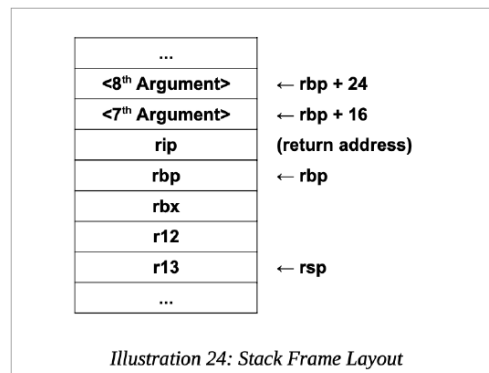 ...
<8th Argument> ← rbp + 24
<7th Argument> ← rbp + 16
rip (return address)
rbp ← rbp
rbx
r12
r13 ← rsp
...
Illustration 24: Stack Frame Layout